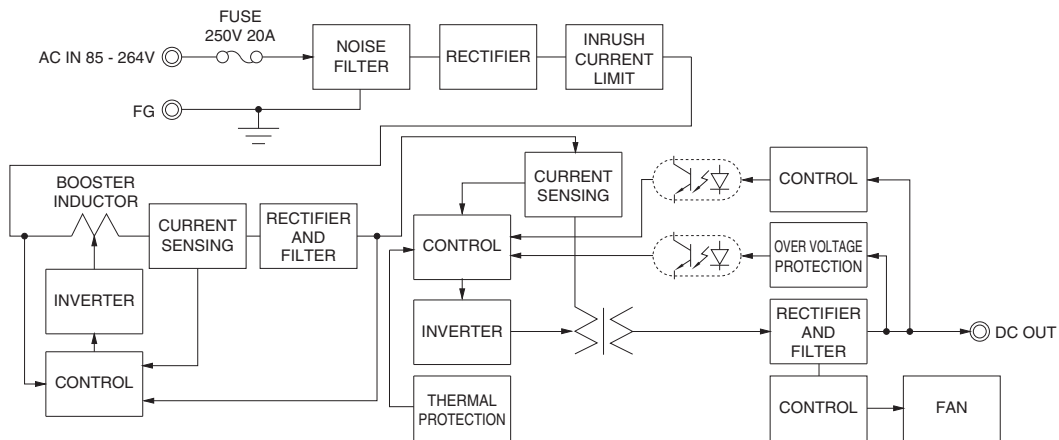 FUSE
250V 20A
AC IN 85 - 264V
NOISE
FILTER
RECTIFIER
INRUSH
CURRENT
LIMIT
FG
BOOSTER
INDUCTOR
CURRENT
SENSING
RECTIFIER
AND
FILTER
INVERTER
CONTROL
CURRENT
SENSING
CONTROL
INVERTER
THERMAL
PROTECTION
CONTROL
OVER VOLTAGE
PROTECTION
RECTIFIER
AND
FILTER
DC OUT
CONTROL
FAN